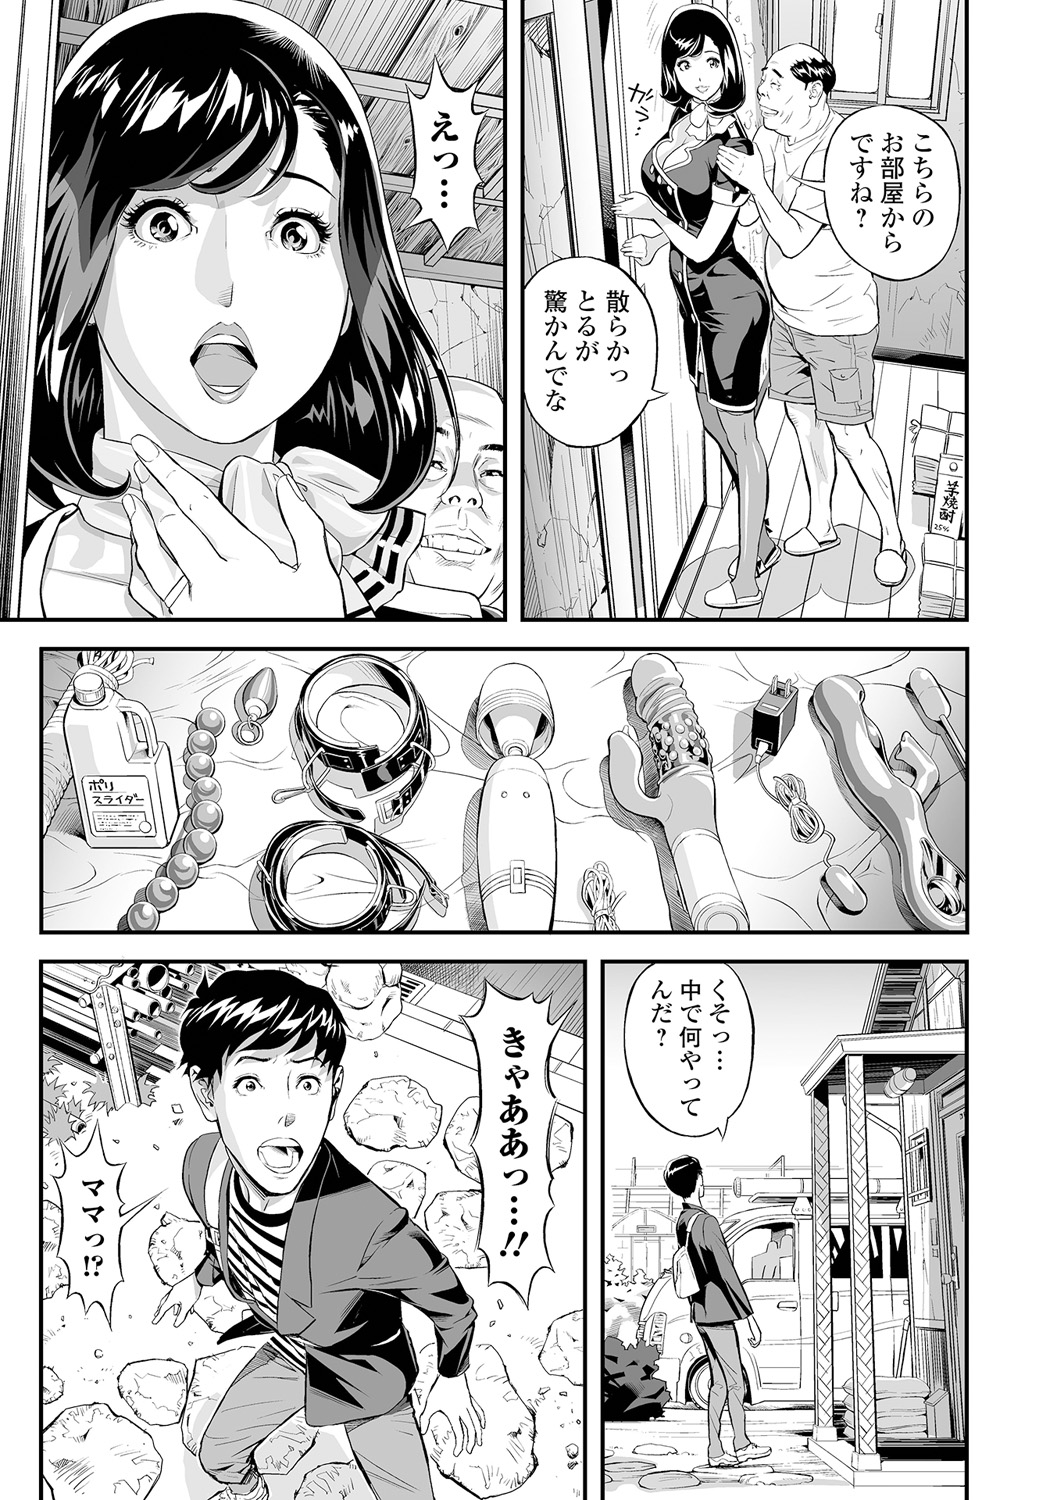 こちらの
お部屋から
ですね?
ガラ…
散らかっ
とるが
驚かんでな
芋焼酎
25%
えっ…
ポリ
スライダー
くそっ…
中で何やって
んだ?
きゃああっ…!!
ママっ!?